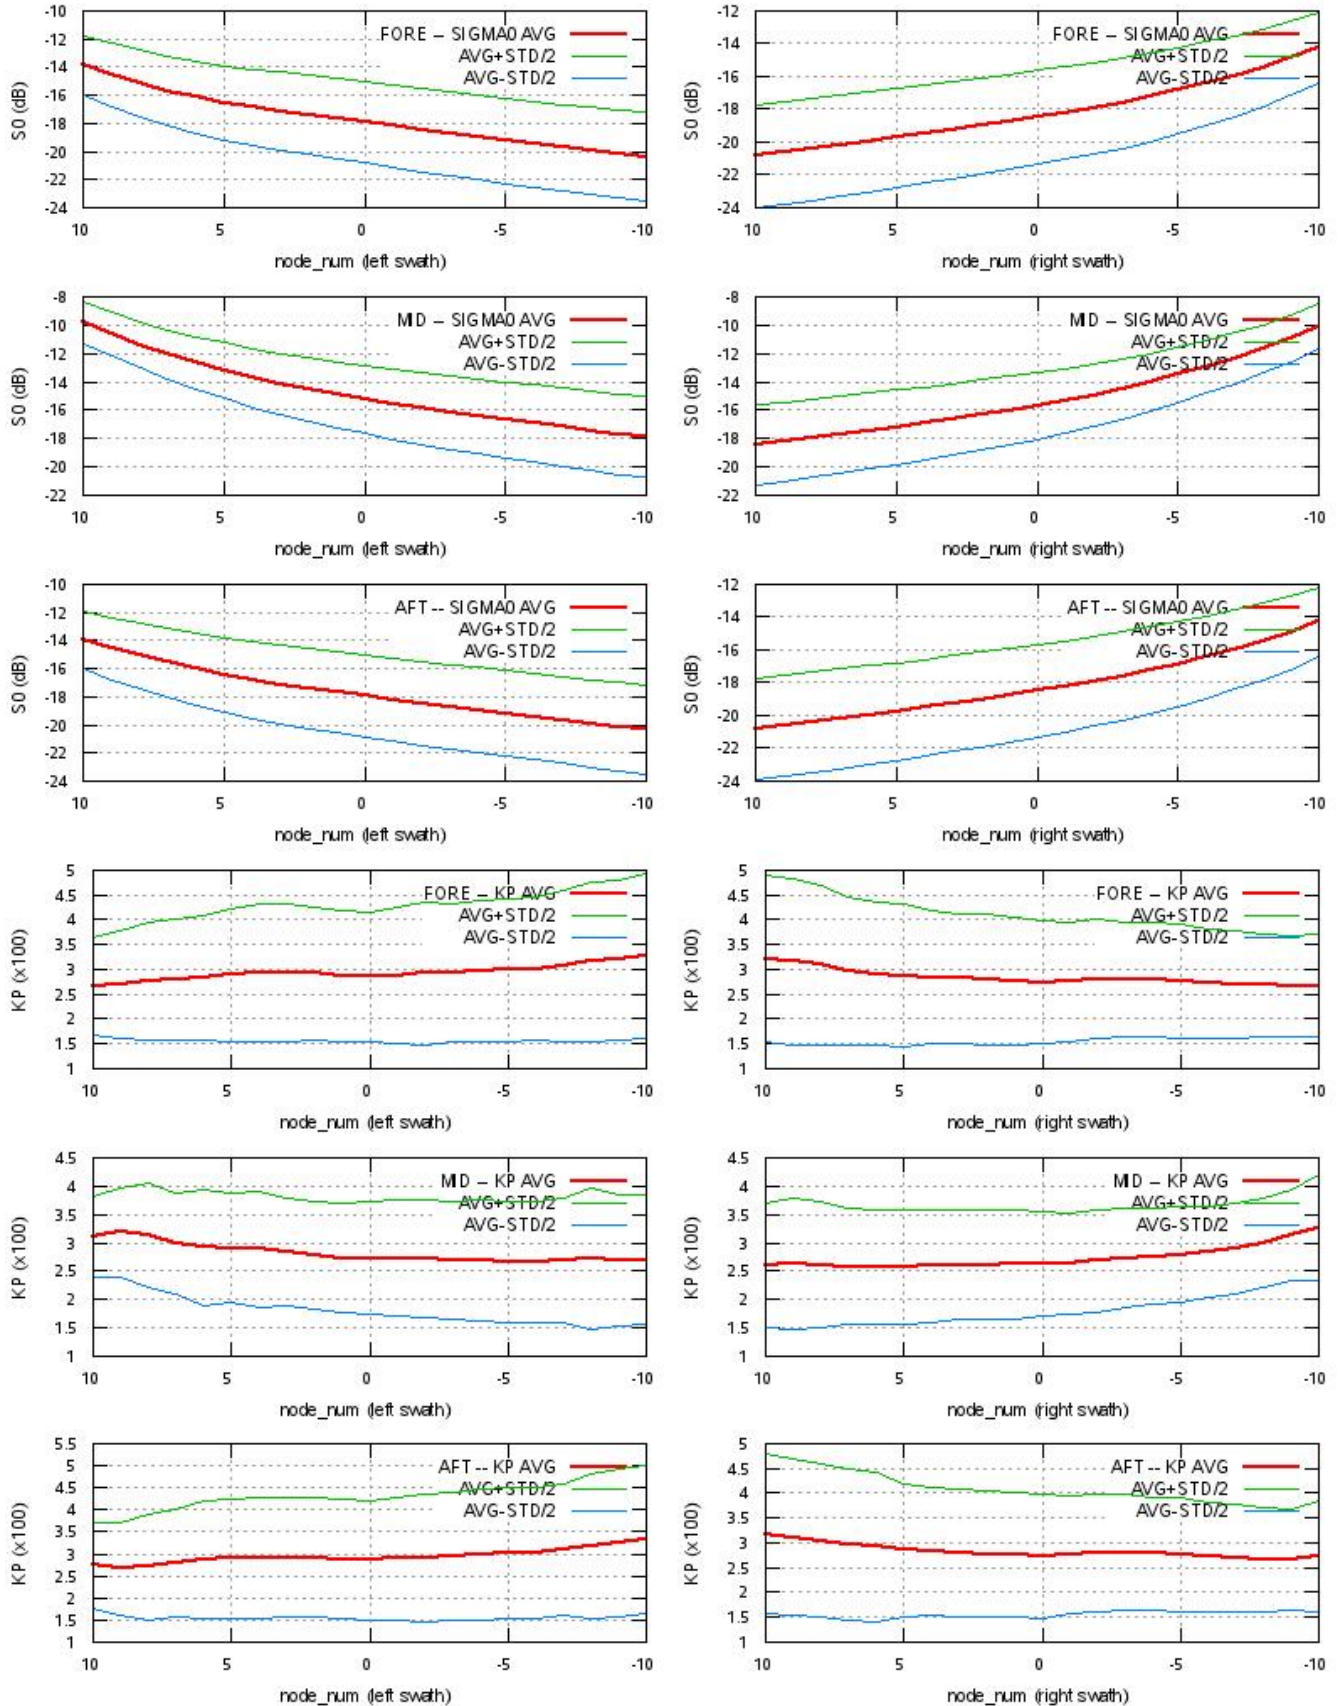 -10
-12
-14
-16
-18
-20
-22
-24
S0 (dB)
FORE -- SIGMA0 AVG
AVG+STD/2
AVG-STD/2
10 5 0 -5 -10
node_num (left swath)
-12
-14
-16
-18
-20
-22
-24
S0 (dB)
FORE -- SIGMA0 AVG
AVG+STD/2
AVG-STD/2
10 5 0 -5 -10
node_num (right swath)
-8
-10
-12
-14
-16
-18
-20
-22
S0 (dB)
MID -- SIGMA0 AVG
AVG+STD/2
AVG-STD/2
10 5 0 -5 -10
node_num (left swath)
-8
-10
-12
-14
-16
-18
-20
-22
S0 (dB)
MID -- SIGMA0 AVG
AVG+STD/2
AVG-STD/2
10 5 0 -5 -10
node_num (right swath)
-10
-12
-14
-16
-18
-20
-22
-24
S0 (dB)
AFT -- SIGMA0 AVG
AVG+STD/2
AVG-STD/2
10 5 0 -5 -10
node_num (left swath)
-12
-14
-16
-18
-20
-22
-24
S0 (dB)
AFT -- SIGMA0 AVG
AVG+STD/2
AVG-STD/2
10 5 0 -5 -10
node_num (right swath)
5
4.5
4
3.5
3
2.5
2
1.5
1
KP (x100)
FORE -- KP AVG
AVG+STD/2
AVG-STD/2
10 5 0 -5 -10
node_num (left swath)
5
4.5
4
3.5
3
2.5
2
1.5
1
KP (x100)
FORE -- KP AVG
AVG+STD/2
AVG-STD/2
10 5 0 -5 -10
node_num (right swath)
4.5
4
3.5
3
2.5
2
1.5
1
KP (x100)
MID -- KP AVG
AVG+STD/2
AVG-STD/2
10 5 0 -5 -10
node_num (left swath)
4.5
4
3.5
3
2.5
2
1.5
1
KP (x100)
MID -- KP AVG
AVG+STD/2
AVG-STD/2
10 5 0 -5 -10
node_num (right swath)
5.5
5
4.5
4
3.5
3
2.5
2
1.5
1
KP (x100)
AFT -- KP AVG
AVG+STD/2
AVG-STD/2
10 5 0 -5 -10
node_num (left swath)
5
4.5
4
3.5
3
2.5
2
1.5
1
KP (x100)
AFT -- KP AVG
AVG+STD/2
AVG-STD/2
10 5 0 -5 -10
node_num (right swath)